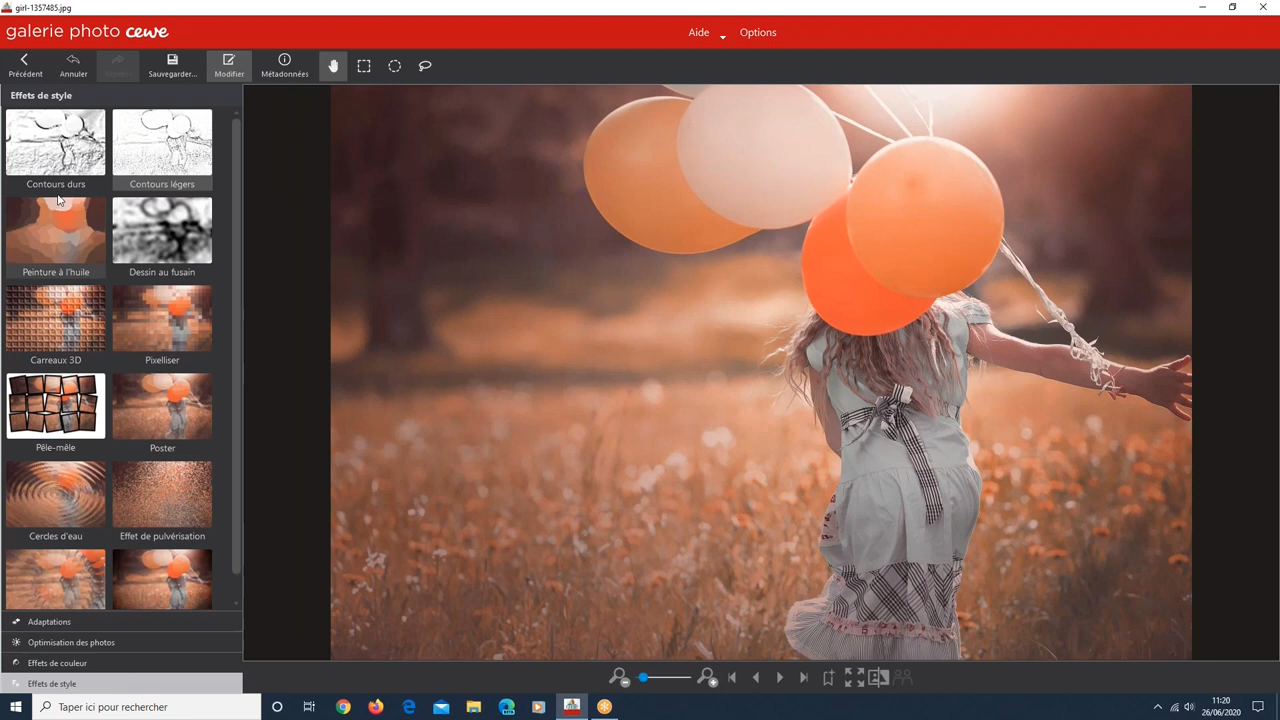 girl-1357485.jpg
galerie photo cewe
Aide
Options
Précédent
Annuler
Sauvegarder...
Modifier
Métadonnées
Effets de style
Contours durs
Contours légers
Peinture à l'huile
Dessin au fusain
Carreaux 3D
Pixelliser
Pêle-mêle
Poster
Cercles d'eau
Effet de pulvérisation
Adaptations
Optimisation des photos
Effets de couleur
Effets de style
Taper ici pour rechercher
11:20
26/06/2020